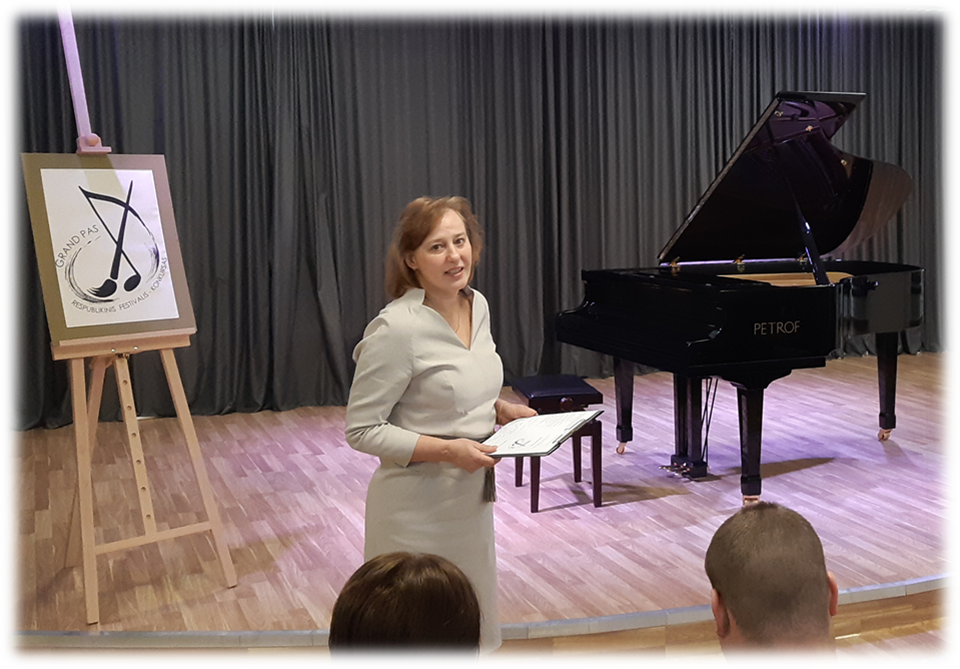 GRAND PAS
RESPUBLIKINIS FESTIVALIS - KONKURSAS
PETROF